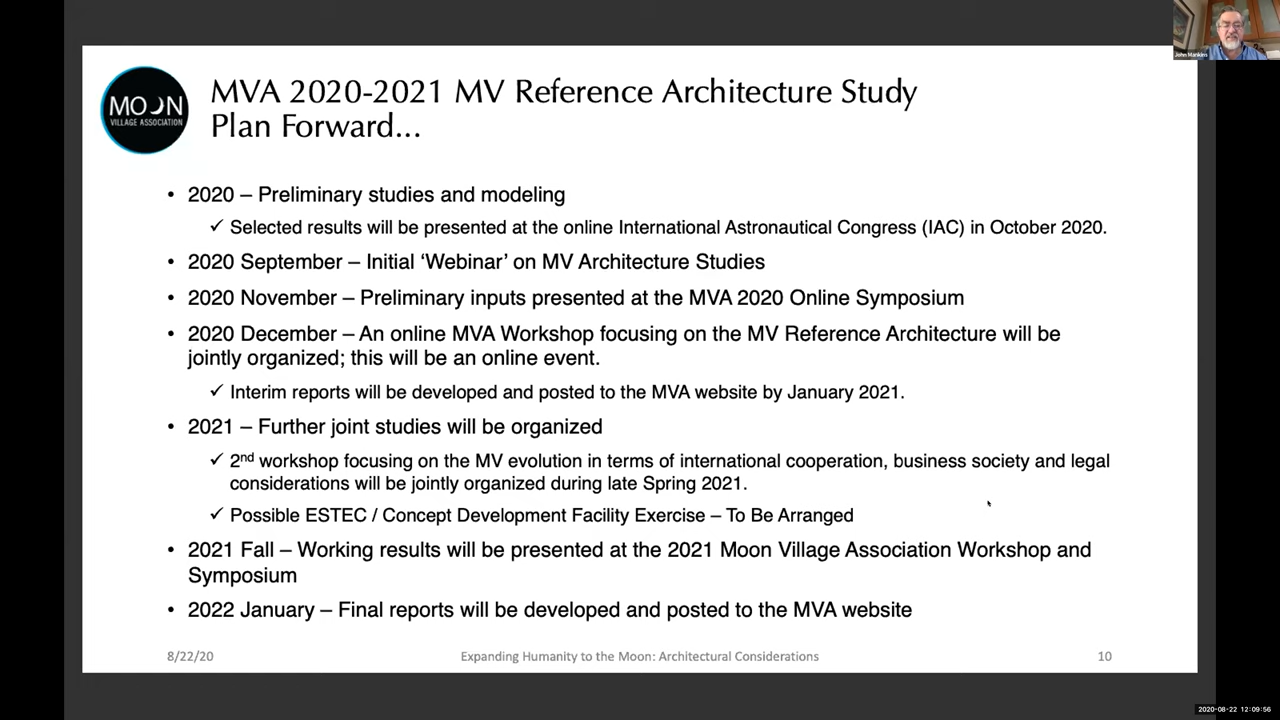 John Mankins
MOON
VILLAGE ASSOCIATION
MVA 2020-2021 MV Reference Architecture Study
Plan Forward...
• 2020 – Preliminary studies and modeling
✓ Selected results will be presented at the online International Astronautical Congress (IAC) in October 2020.
• 2020 September – Initial ‘Webinar’ on MV Architecture Studies
• 2020 November – Preliminary inputs presented at the MVA 2020 Online Symposium
• 2020 December – An online MVA Workshop focusing on the MV Reference Architecture will be
jointly organized; this will be an online event.
✓ Interim reports will be developed and posted to the MVA website by January 2021.
• 2021 – Further joint studies will be organized
✓ 2nd workshop focusing on the MV evolution in terms of international cooperation, business society and legal
considerations will be jointly organized during late Spring 2021.
✓ Possible ESTEC / Concept Development Facility Exercise – To Be Arranged
• 2021 Fall – Working results will be presented at the 2021 Moon Village Association Workshop and
Symposium
• 2022 January – Final reports will be developed and posted to the MVA website
8/22/20
Expanding Humanity to the Moon: Architectural Considerations
10
2020-08-22 12:09:56